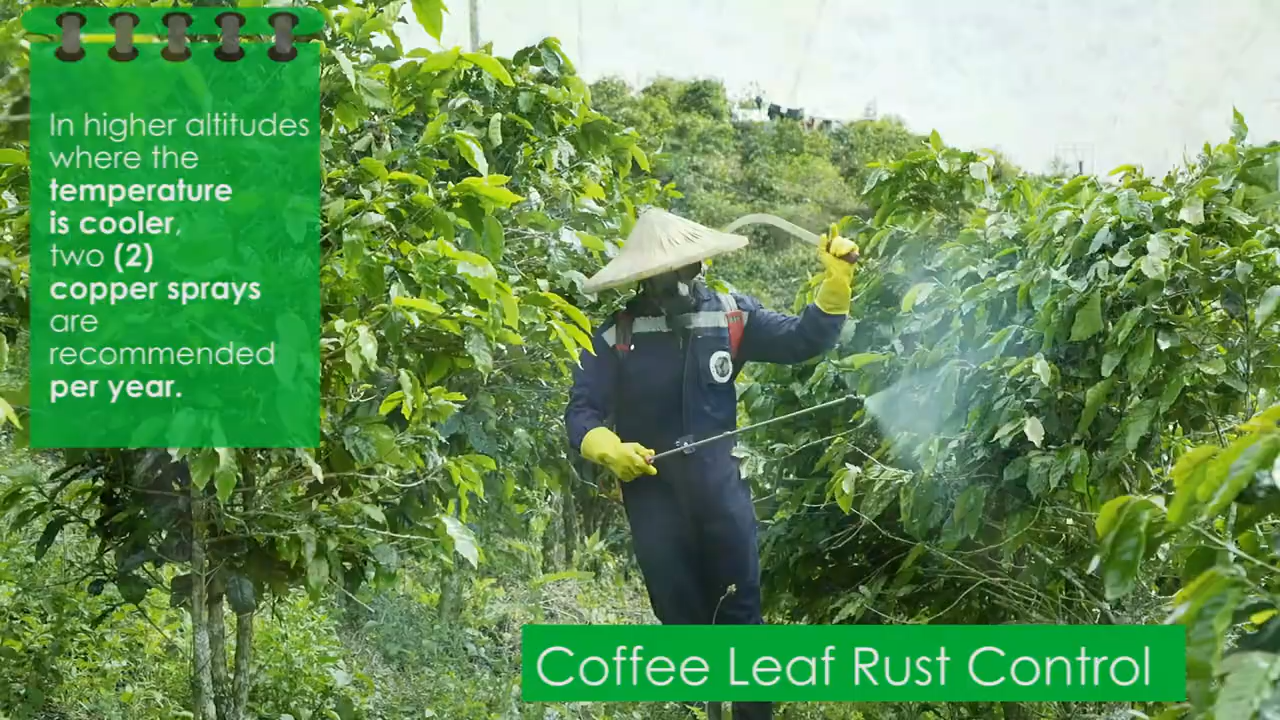 In higher altitudes
where the
temperature
is cooler,
two (2)
copper sprays
are
recommended
per year.
Coffee Leaf Rust Control